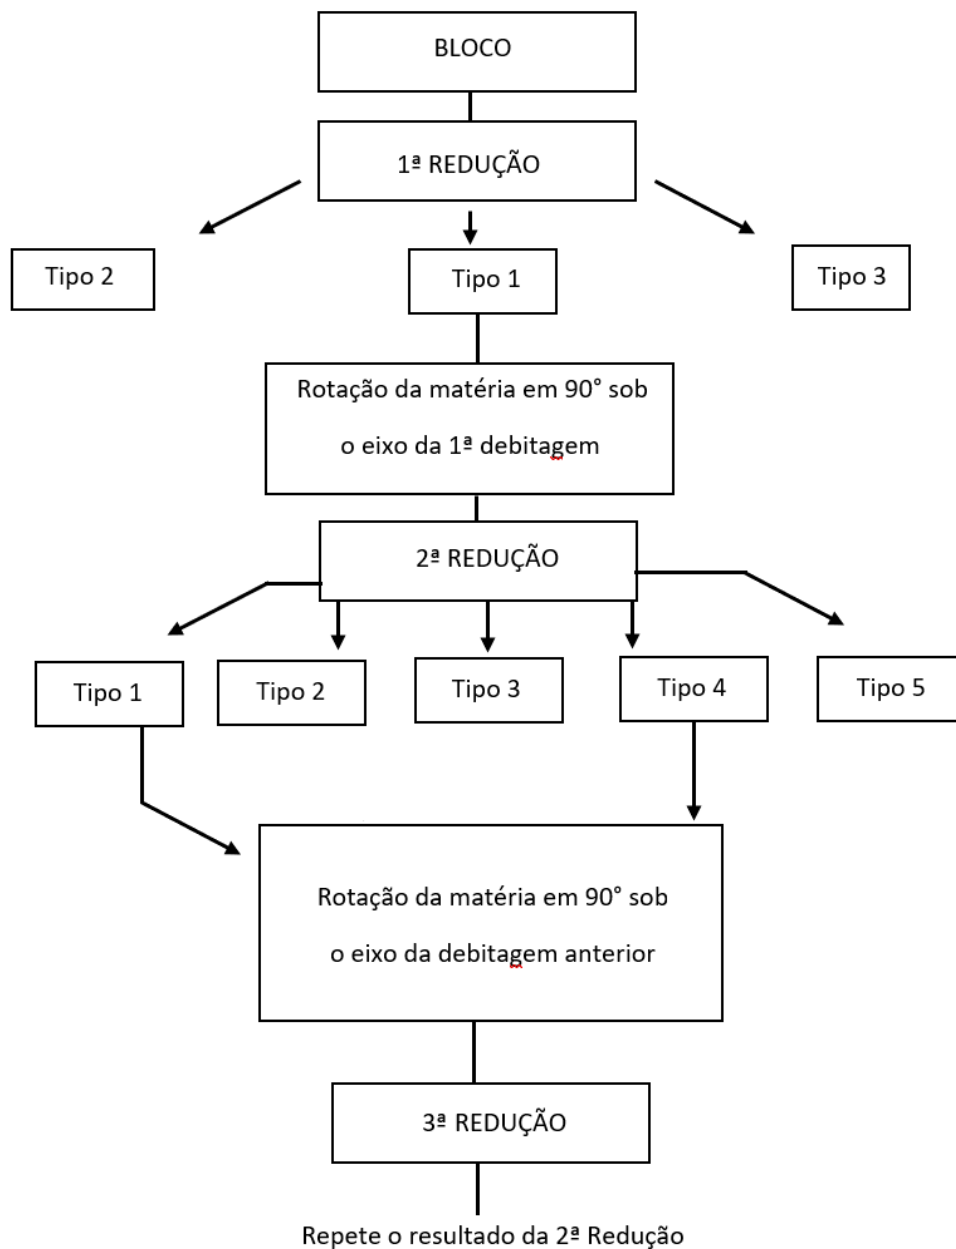 BLOCO
1ª REDUÇÃO
Tipo 2
Tipo 1
Tipo 3
Rotação da matéria em 90° sob
o eixo da 1ª debitagem
2ª REDUÇÃO
Tipo 1
Tipo 2
Tipo 3
Tipo 4
Tipo 5
Rotação da matéria em 90° sob
o eixo da debitagem anterior
3ª REDUÇÃO
Repete o resultado da 2ª Redução